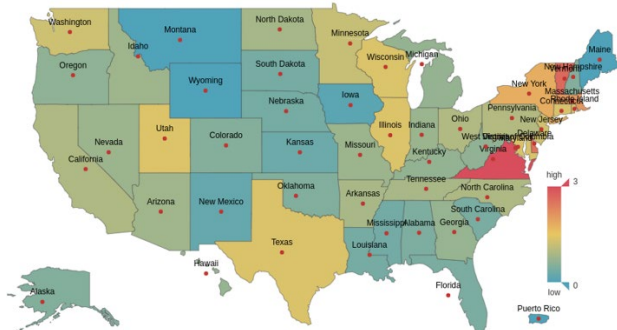 Washington
Montana
North Dakota
Minnesota
Michigan
Maine
Idaho
Oregon
Wyoming
South Dakota
Wisconsin
New Hampshire
Vermont
Massachusetts
New York
Rhode Island
Connecticut
Iowa
Nebraska
Illinois
Indiana
Ohio
Pennsylvania
New Jersey
Delaware
Nevada
Utah
Colorado
Kansas
Missouri
Kentucky
West
Virginia
California
Arizona
New Mexico
Oklahoma
Arkansas
Tennessee
North Carolina
South Carolina
Texas
Louisiana
Mississippi
Alabama
Georgia
Hawaii
Alaska
Florida
Puerto Rico
high
3
0
low